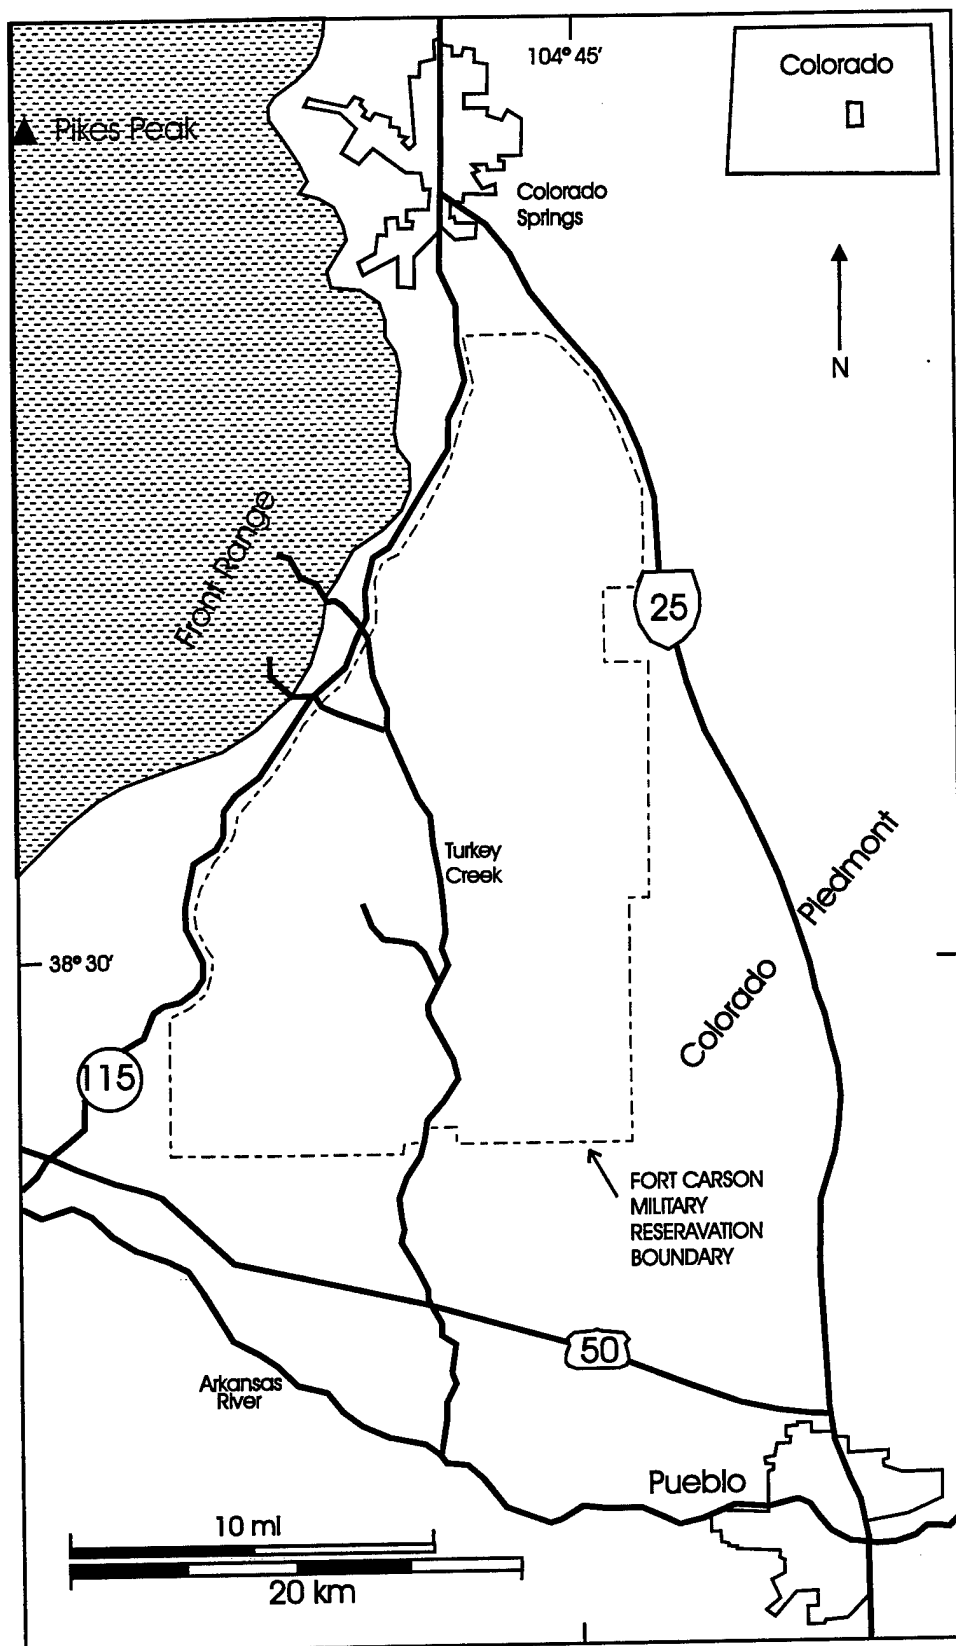 104° 45'
Colorado
Pikes Peak
Colorado
Springs
N
Front Range
25
Turkey
Creek
Colorado Piedmont
38° 30'
115
FORT CARSON
MILITARY
RESERAVATION
BOUNDARY
50
Arkansas
River
Pueblo
10 mi
20 km